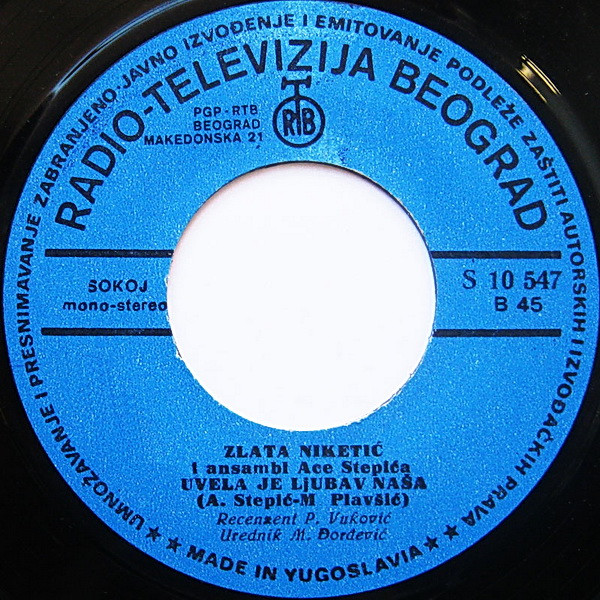 UMNOŽAVANJE I PRESNIMAVANJE ZABRANJENO·JAVNO IZVOĐENJE I EMITOVANJE PODLEŽE ZAŠTITI AUTORSKIH I IZVOĐAČKIH PRAVA
RADIO-TELEVIZIJA BEOGRAD
PGP-RTB
BEOGRAD
MAKEDONSKA 21
RTB
SOKOJ
mono-stereo
S 10 547
B 45
ZLATA NIKETIĆ
i ansambl Ace Stepića
UVELA JE LJUBAV NAŠA
(A. Stepić-M Plavšić)
Recenzent P. Vuković
Urednik M. Đorđević
★ ★ MADE IN YUGOSLAVIA ★ ★